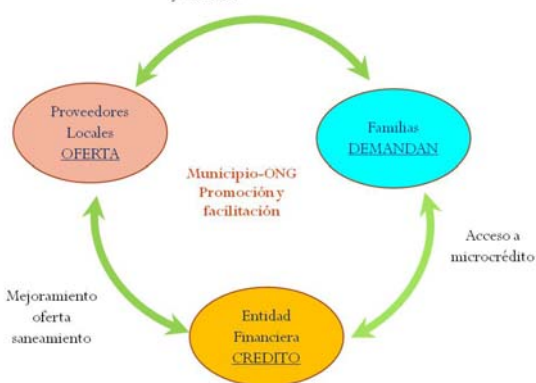 Proveedores
Locales
OFERTA
Familias
DEMANDAN
Municipio-ONG
Promoción y
facilitación
Acceso a
microcrédito
Mejoramiento
oferta
saneamiento
Entidad
Financiera
CREDITO